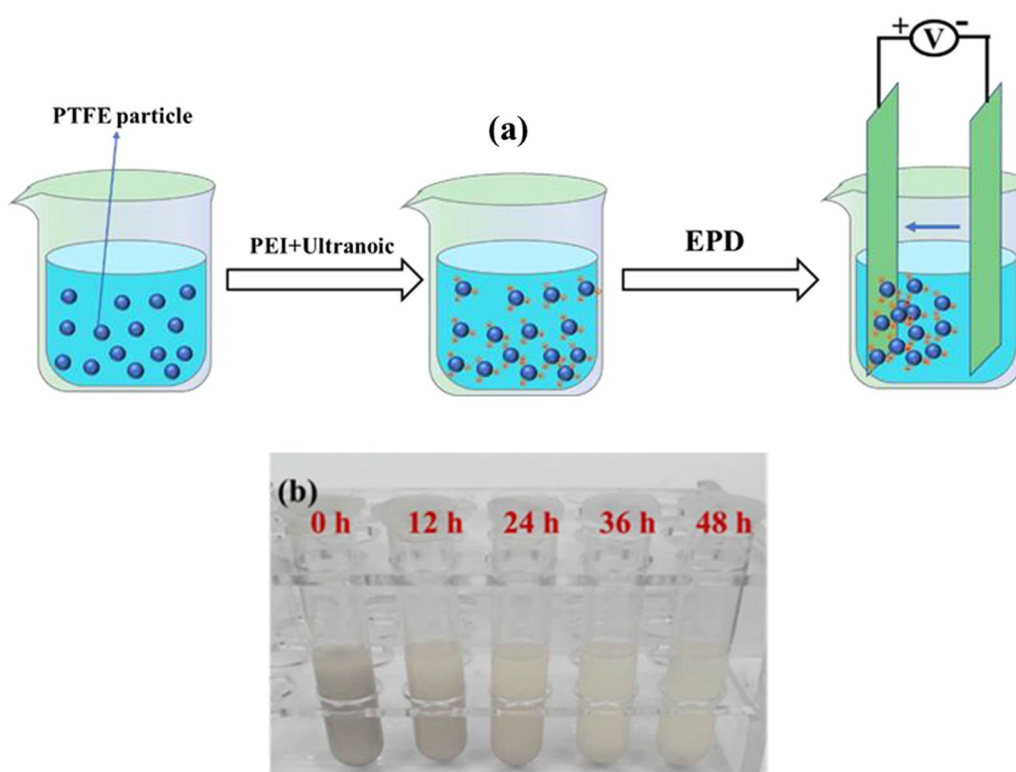 + V -
PTFE particle
(a)
PEI+Ultranoic
EPD
(b)
0 h 12 h 24 h 36 h 48 h